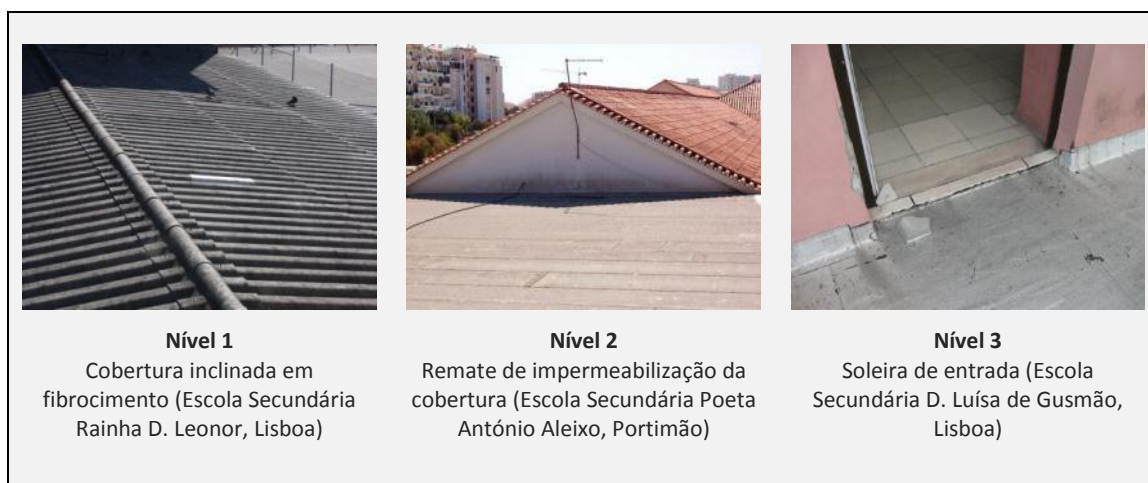 Nível 1
Cobertura inclinada em
fibrocimento (Escola Secundária
Rainha D. Leonor, Lisboa)
Nível 2
Remate de impermeabilização da
cobertura (Escola Secundária Poeta
António Aleixo, Portimão)
Nível 3
Soleira de entrada (Escola
Secundária D. Luísa de Gusmão,
Lisboa)